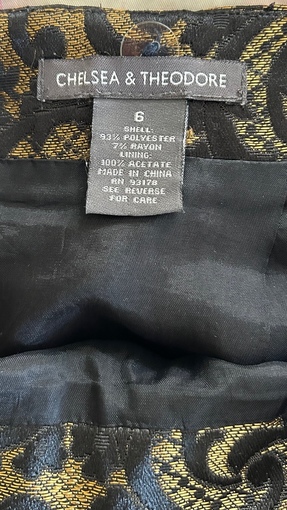 CHELSEA & THEODORE
6
SHELL:
93% POLYESTER
7% RAYON
LINING:
100% ACETATE
MADE IN CHINA
RN 93178
SEE REVERSE
FOR CARE